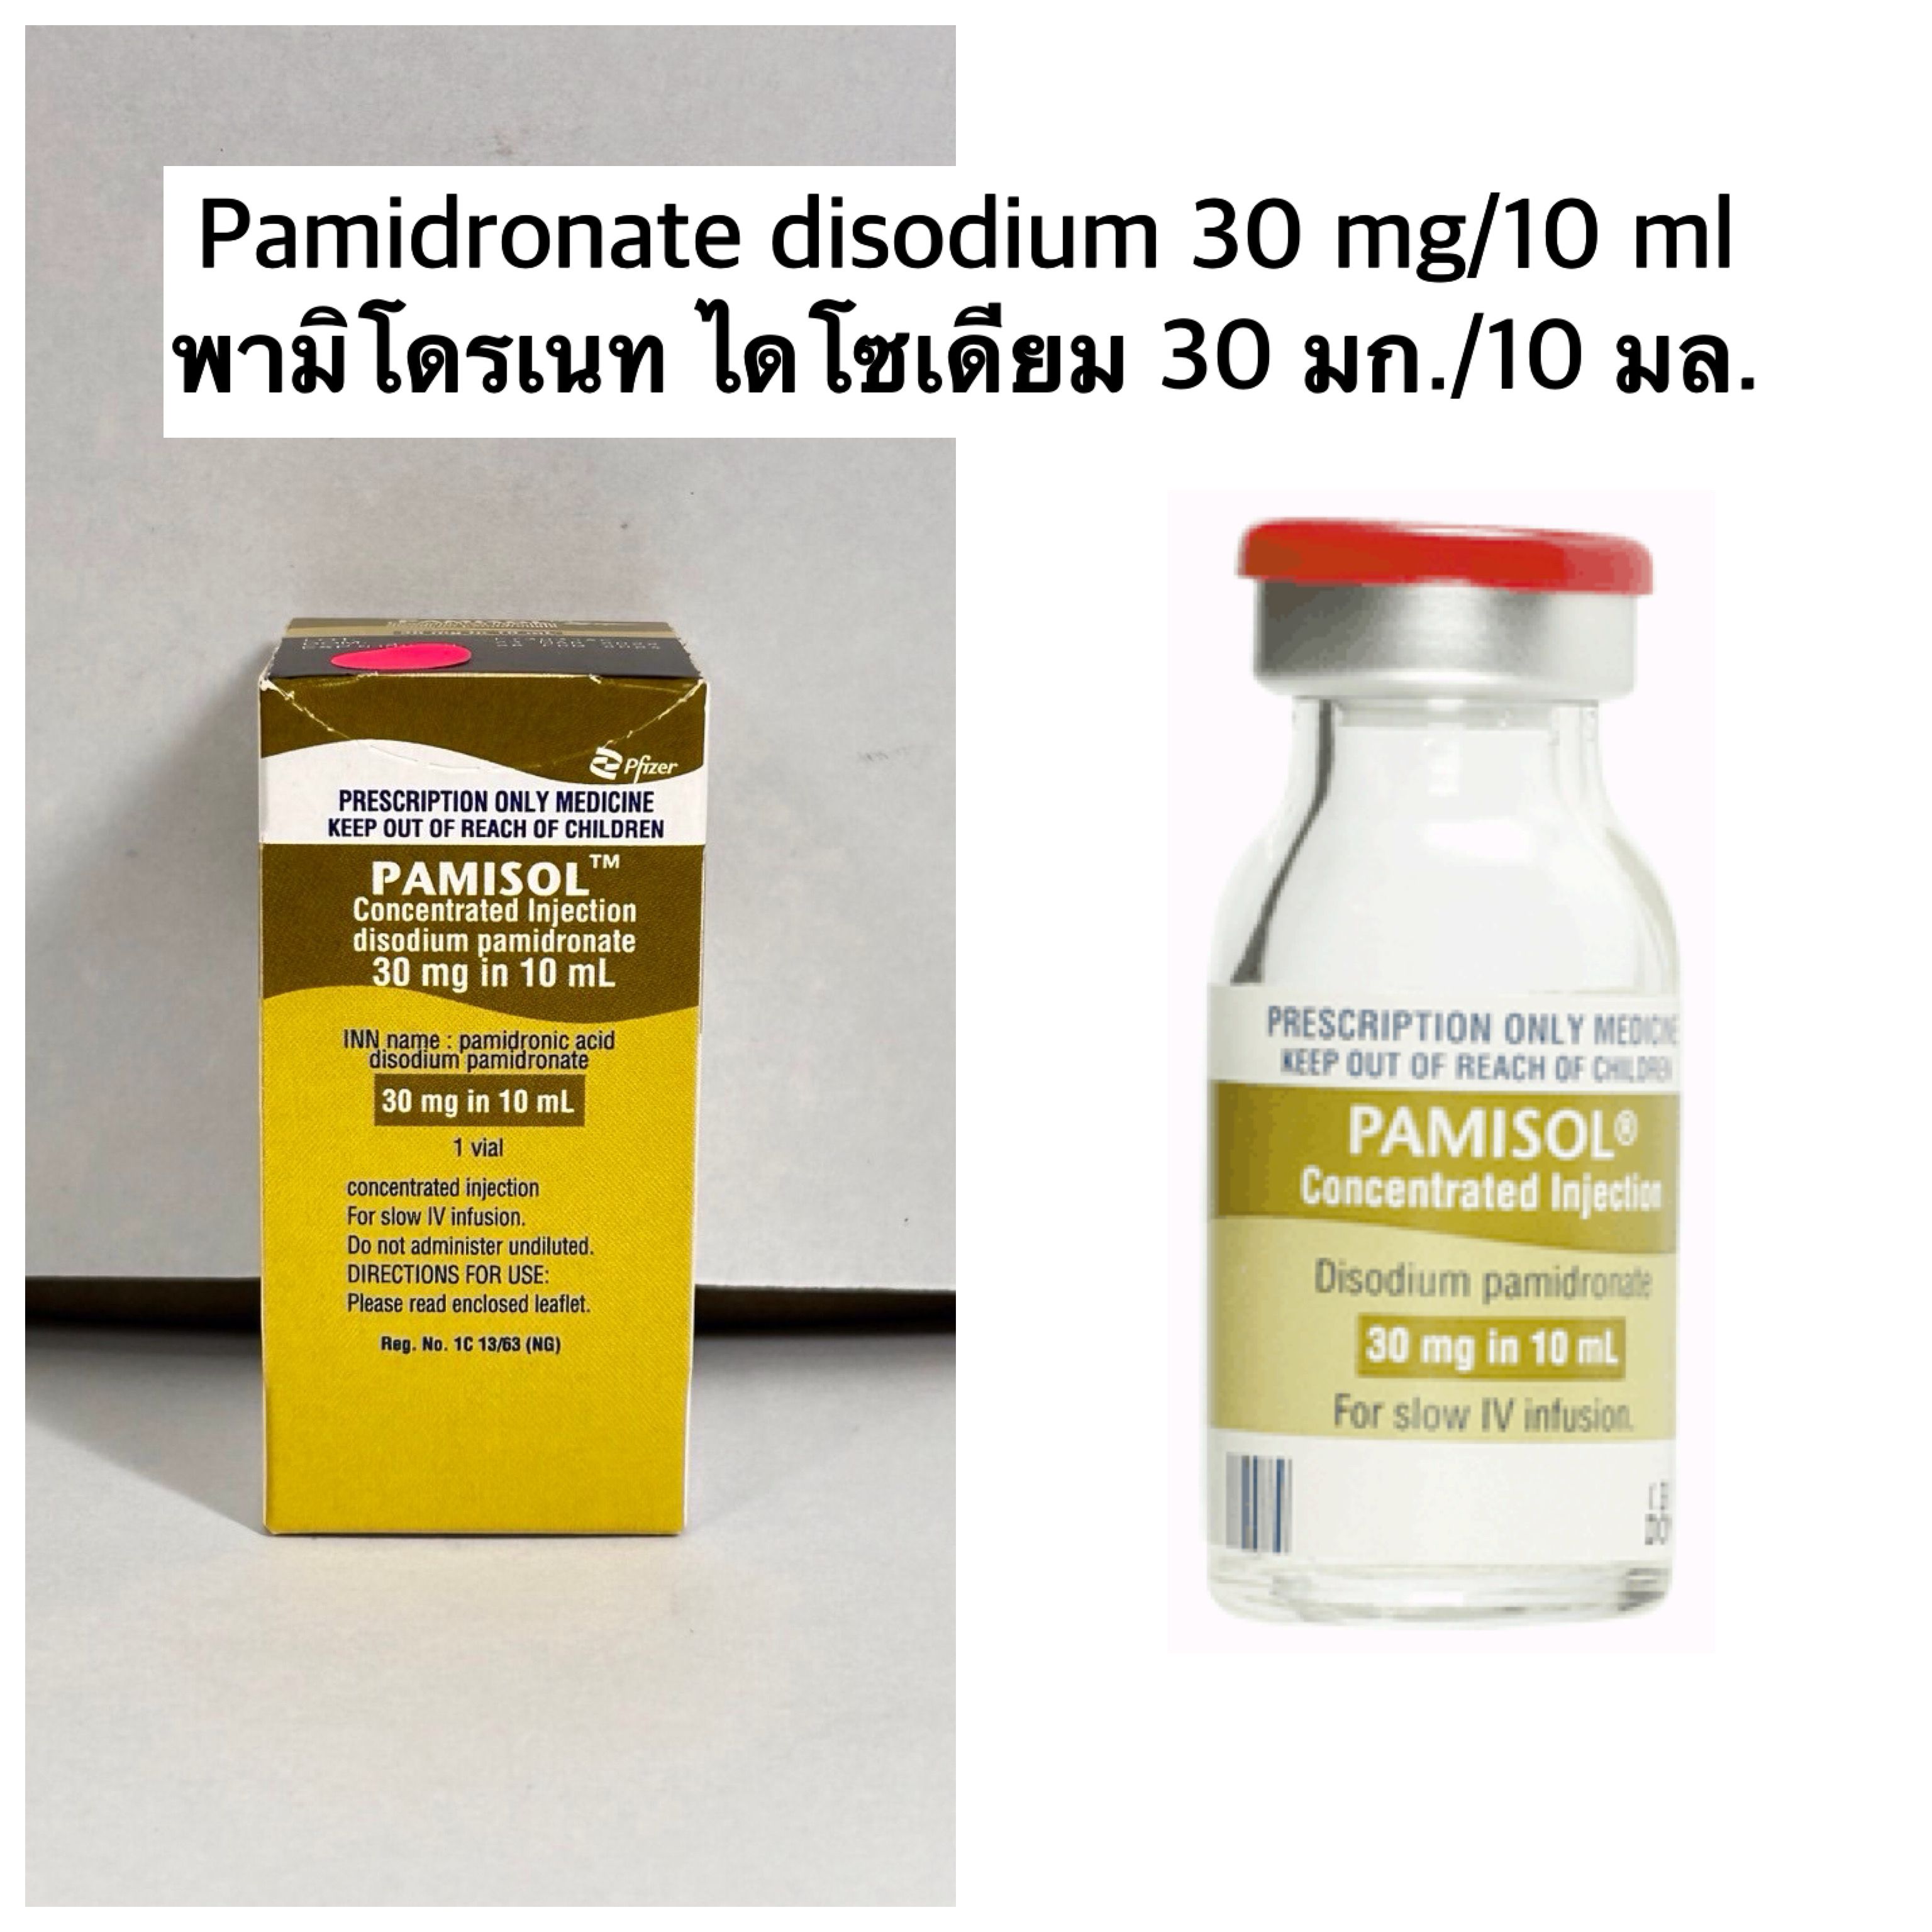 Pamidronate disodium 30 mg/10 ml
พามิโดรเนท ไดโซเดียม 30 มก./10 มล.
Pfizer
PRESCRIPTION ONLY MEDICINE
KEEP OUT OF REACH OF CHILDREN
PAMISOL™
Concentrated Injection
disodium pamidronate
30 mg in 10 mL
INN name : pamidronic acid
disodium pamidronate
30 mg in 10 mL
1 vial
concentrated injection
For slow IV infusion.
Do not administer undiluted.
DIRECTIONS FOR USE:
Please read enclosed leaflet.
Reg. No. 1C 13/63 (NG)
PRESCRIPTION ONLY MEDICINE
KEEP OUT OF REACH OF CHILDREN
PAMISOL®
Concentrated Injection
Disodium pamidronate
30 mg in 10 mL
For slow IV infusion.